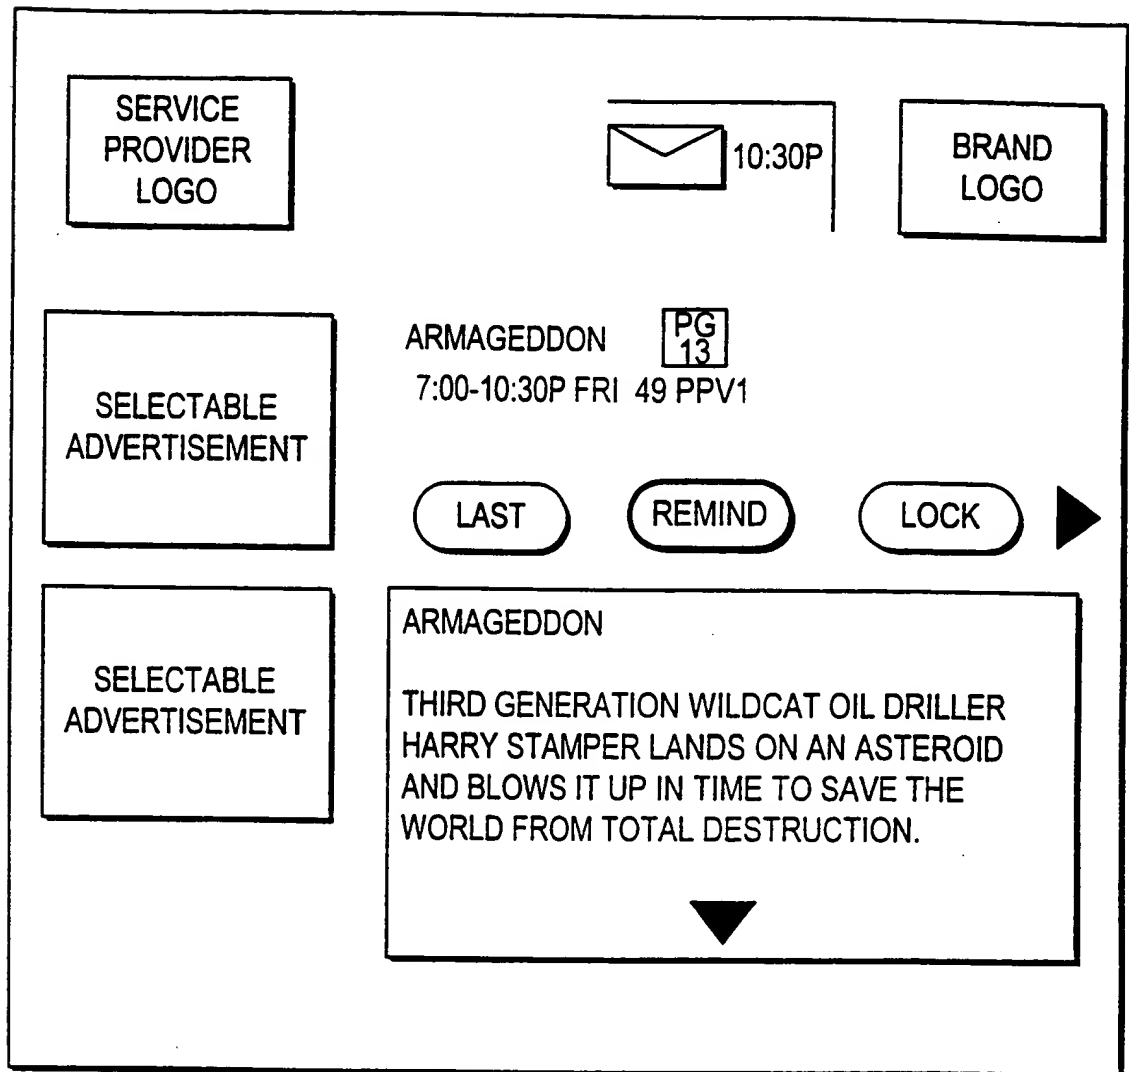 SERVICE
PROVIDER
LOGO
10:30P
BRAND
LOGO
SELECTABLE
ADVERTISEMENT
ARMAGEDDON
PG
13
7:00-10:30P FRI 49 PPV1
LAST
REMIND
LOCK
SELECTABLE
ADVERTISEMENT
ARMAGEDDON
THIRD GENERATION WILDCAT OIL DRILLER
HARRY STAMPER LANDS ON AN ASTEROID
AND BLOWS IT UP IN TIME TO SAVE THE
WORLD FROM TOTAL DESTRUCTION.